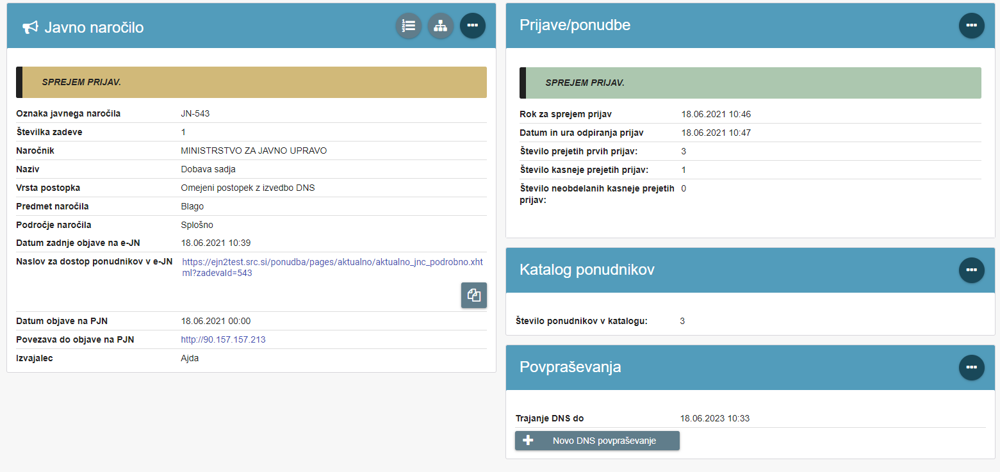 Javno naročilo
SPREJEM PRIJAV.
Oznaka javnega naročila JN-543
Številka zadeve 1
Naročnik MINISTRSTVO ZA JAVNO UPRAVO
Naziv Dobava sadja
Vrsta postopka Omejeni postopek z izvedbo DNS
Predmet naročila Blago
Področje naročila Splošno
Datum zadnje objave na e-JN 18.06.2021 10:39
Naslov za dostop ponudnikov v e-JN https://ejn2test.src.si/ponudba/pages/aktualno/aktualno_jnc_podrobno.xht
ml?zadevaId=543
Datum objave na PJN 18.06.2021 00:00
Povezava do objave na PJN http://90.157.157.213
Izvajalec Ajda
Prijave/ponudbe
SPREJEM PRIJAV.
Rok za sprejem prijav 18.06.2021 10:46
Datum in ura odpiranja prijav 18.06.2021 10:47
Število prejetih prvih prijav: 3
Število kasneje prejetih prijav: 1
Število neobdelanih kasneje prejetih 0
prijav:
Katalog ponudnikov
Število ponudnikov v katalogu: 3
Povpraševanja
Trajanje DNS do 18.06.2023 10:33
Novo DNS povpraševanje